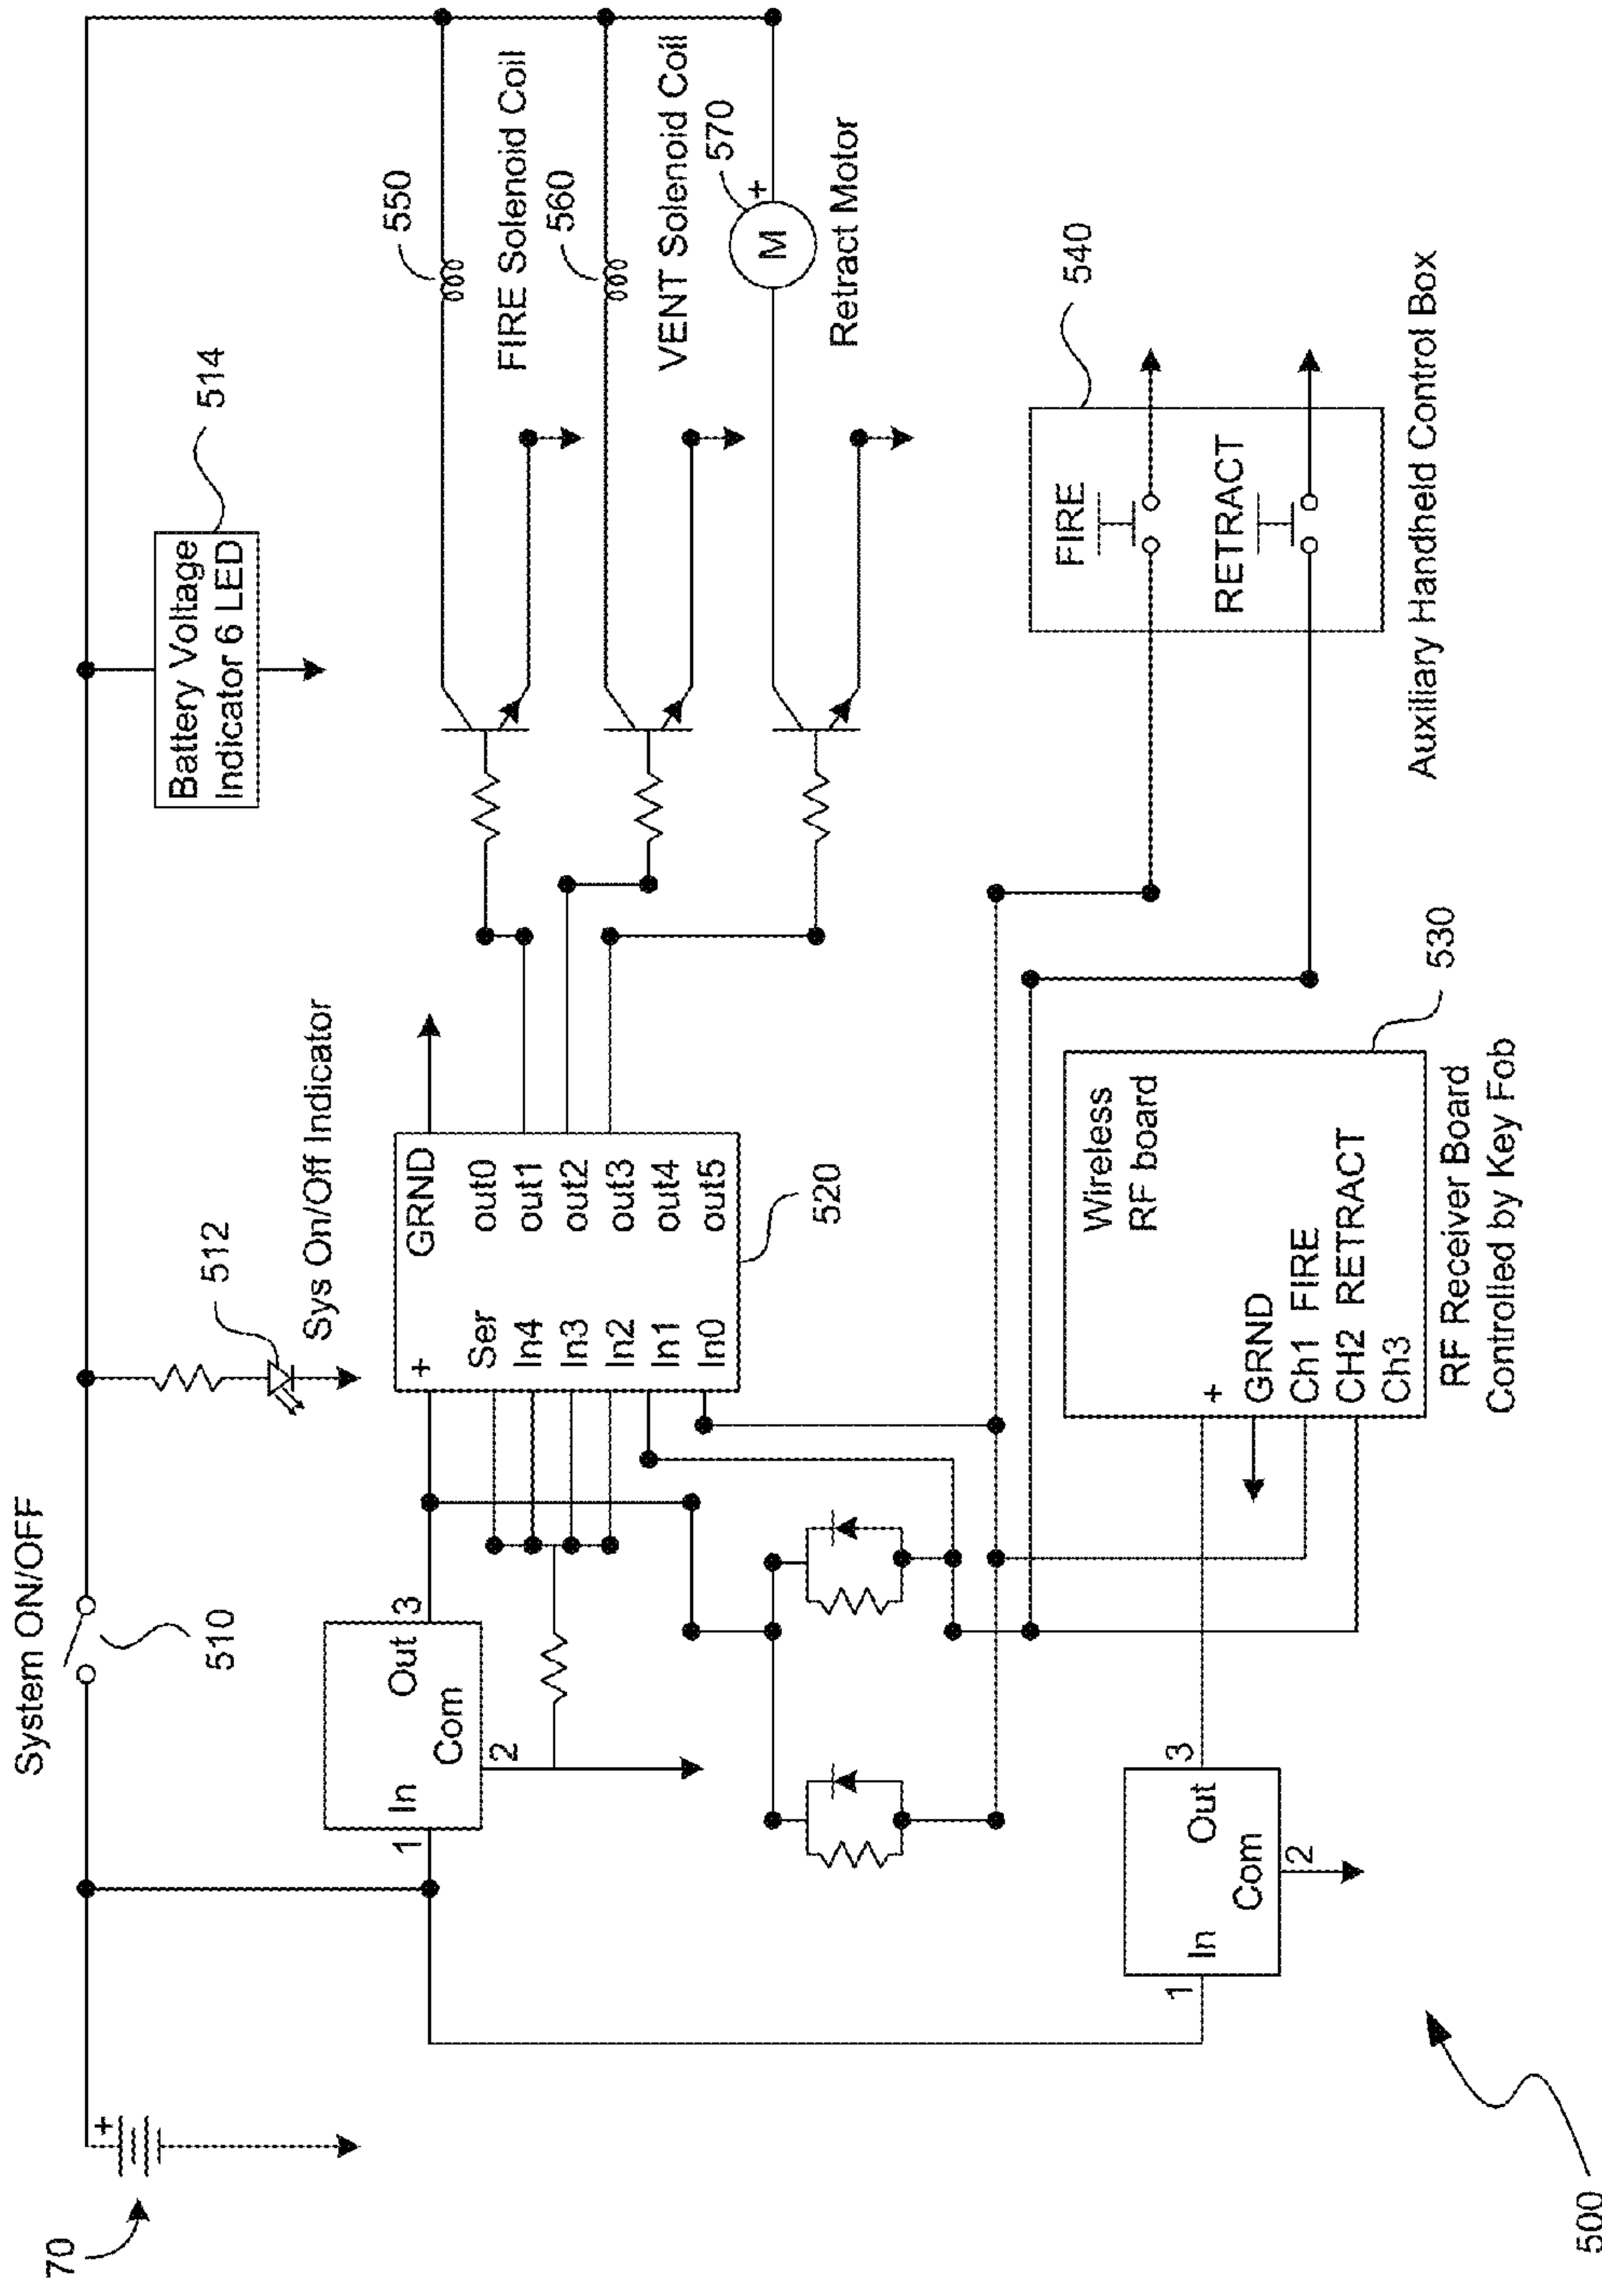 70
+
System ON/OFF
510
512
Sys On/Off Indicator
514
Battery Voltage
Indicator 6 LED
1
In
Out
3
Com
2
+
GRND
Ser
out0
In4
out1
In3
out2
In2
out3
In1
out4
In0
out5
520
550
FIRE Solenoid Coil
560
VENT Solenoid Coil
570
+
M
Retract Motor
540
FIRE
RETRACT
Auxiliary Handheld Control Box
1
In
Out
3
Com
2
Wireless
RF board
+
GRND
Ch1 FIRE
CH2 RETRACT
Ch3
530
RF Receiver Board
Controlled by Key Fob
500